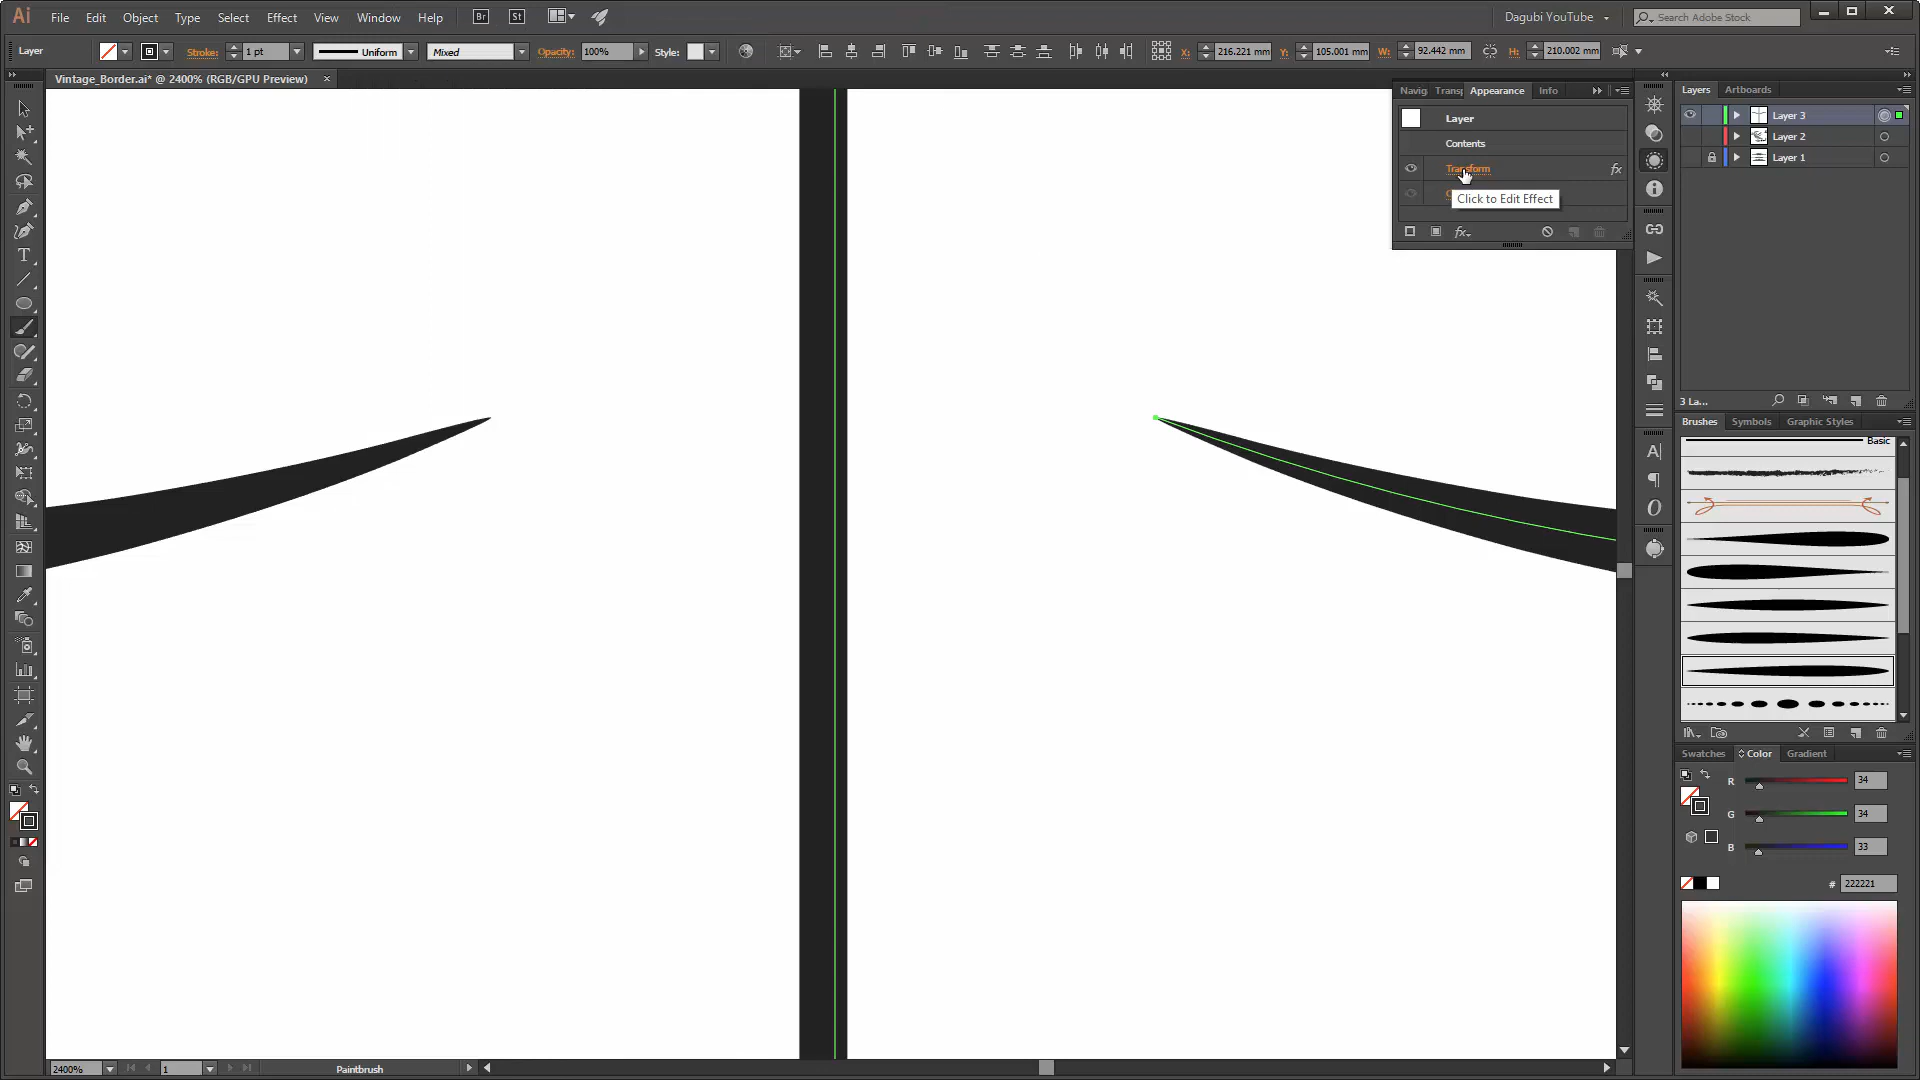 Ai File Edit Object Type Select Effect View Window Help Br St Dagubi YouTube Search Adobe Stock
Layer Stroke: 1 pt Uniform Mixed Opacity: 100% Style: X: 216.221 mm Y: 105.001 mm W: 92.442 mm H: 210.002 mm
Vintage_Border.ai* @ 2400% (RGB/GPU Preview) ×
Navig Transp Appearance Info
Layer
Contents
Transform fx
Click to Edit Effect
fx
Layers Artboards
Layer 3
Layer 2
Layer 1
3 La...
Brushes Symbols Graphic Styles
Basic
Swatches Color Gradient
R 34
G 34
B 33
# 222221
2400% 1 Paintbrush